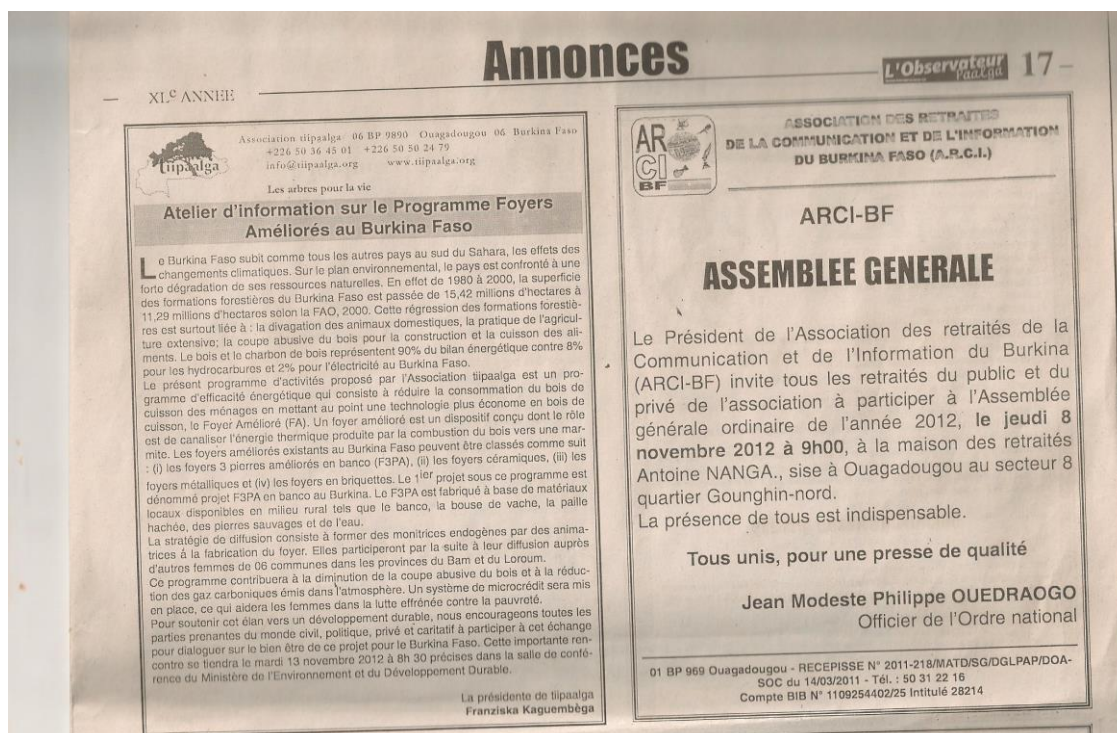 Annonces
L'Observateur
Paalga
17
XLe ANNEE
tiipaalga
Association tiipaalga 06 BP 9890 Ouagadougou 06 Burkina Faso
+226 50 36 45 01 +226 50 50 24 79
info@tiipaalga.org www.tiipaalga.org
Les arbres pour la vie
Atelier d'information sur le Programme Foyers
Améliorés au Burkina Faso
Le Burkina Faso subit comme tous les autres pays au sud du Sahara, les effets des
changements climatiques. Sur le plan environnemental, le pays est confronté à une
forte dégradation de ses ressources naturelles. En effet de 1980 à 2000, la superficie
des formations forestières du Burkina Faso est passée de 15,42 millions d'hectares à
11,29 millions d'hectares selon la FAO, 2000. Cette régression des formations forestiè-
res est surtout liée à : la divagation des animaux domestiques, la pratique de l'agricul-
ture extensive; la coupe abusive du bois pour la construction et la cuisson des ali-
ments. Le bois et le charbon de bois représentent 90% du bilan énergétique contre 8%
pour les hydrocarbures et 2% pour l'électricité au Burkina Faso.
Le présent programme d'activités proposé par l'Association tiipaalga est un pro-
gramme d'efficacité énergétique qui consiste à réduire la consommation du bois de
cuisson des ménages en mettant au point une technologie plus économe en bois de
cuisson, le Foyer Amélioré (FA). Un foyer amélioré est un dispositif conçu dont le rôle
est de canaliser l'énergie thermique produite par la combustion du bois vers une mar-
mite. Les foyers améliorés existants au Burkina Faso peuvent être classés comme suit
: (i) les foyers 3 pierres améliorés en banco (F3PA), (ii) les foyers céramiques, (iii) les
foyers métalliques et (iv) les foyers en briquettes. Le 1ier projet sous ce programme est
dénommé projet F3PA en banco au Burkina. Le F3PA est fabriqué à base de matériaux
locaux disponibles en milieu rural tels que le banco, la bouse de vache, la paille
hachée, des pierres sauvages et de l'eau.
La stratégie de diffusion consiste à former des monitrices endogènes par des anima-
trices à la fabrication du foyer. Elles participeront par la suite à leur diffusion auprès
d'autres femmes de 06 communes dans les provinces du Bam et du Loroum.
Ce programme contribuera à la diminution de la coupe abusive du bois et à la réduc-
tion des gaz carboniques émis dans l'atmosphère. Un système de microcrédit sera mis
en place, ce qui aidera les femmes dans la lutte effrénée contre la pauvreté.
Pour soutenir cet élan vers un développement durable, nous encourageons toutes les
parties prenantes du monde civil, politique, privé et caritatif à participer à cet échange
pour dialoguer sur le bien être de ce projet pour le Burkina Faso. Cette importante ren-
contre se tiendra le mardi 13 novembre 2012 à 8h 30 précises dans la salle de confé-
rence du Ministère de l'Environnement et du Développement Durable.
La présidente de tiipaalga
Franziska Kaguembèga
AR
CI
BF
ASSOCIATION DES RETRAITES
DE LA COMMUNICATION ET DE L'INFORMATION
DU BURKINA FASO (A.R.C.I.)
ARCI-BF
ASSEMBLEE GENERALE
Le Président de l'Association des retraités de la
Communication et de l'Information du Burkina
(ARCI-BF) invite tous les retraités du public et du
privé de l'association à participer à l'Assemblée
générale ordinaire de l'année 2012, le jeudi 8
novembre 2012 à 9h00, à la maison des retraités
Antoine NANGA., sise à Ouagadougou au secteur 8
quartier Gounghin-nord.
La présence de tous est indispensable.
Tous unis, pour une presse de qualité
Jean Modeste Philippe OUEDRAOGO
Officier de l'Ordre national
01 BP 969 Ouagadougou - RECEPISSE N° 2011-218/MATD/SG/DGLPAP/DOA-
SOC du 14/03/2011 - Tél. : 50 31 22 16
Compte BIB N° 1109254402/25 Intitulé 28214